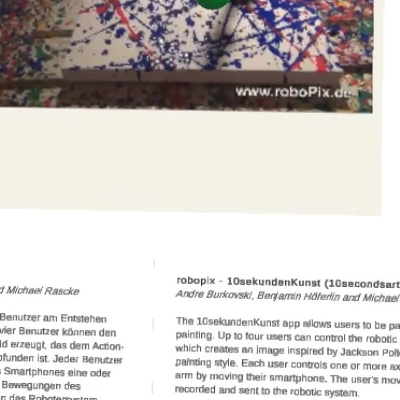 www.roboPix.de
d Michael Rascke
Benutzer am Entstehen
vier Benutzer können den
ld erzeugt, das dem Action-
ofunden ist. Jeder Benutzer
s Smartphones eine oder
Bewegungen des
n das Robotersystem
robopix - 10sekundenKunst (10secondsart
Andre Burkovski, Benjamin Höferlin and Michael
The 10sekundenKunst app allows users to be pa
painting. Up to four users can control the robotic
which creates an image inspired by Jackson Poll
painting style. Each user controls one or more ax
arm by moving their smartphone. The user's mov
recorded and sent to the robotic system.